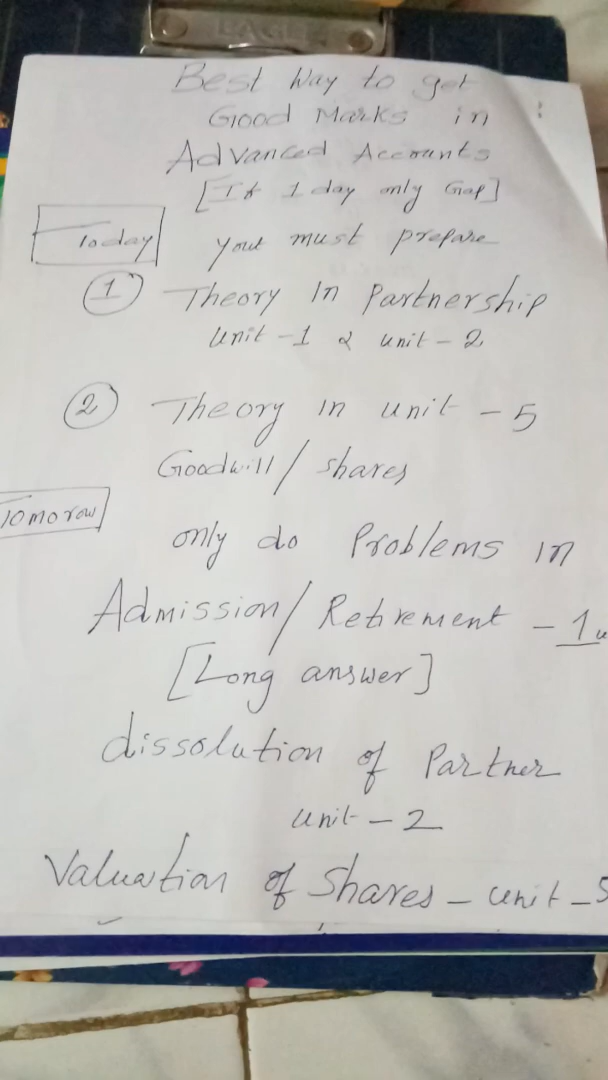 EAGLE
Best Way to get
Good Marks in
Advanced Accounts
[If 1 day only Gap]
Today
your must prepare
① Theory In Partnership
Unit - 1 & unit - 2
② Theory in unit - 5
Goodwill / shares
Tomorow
only do Problems in
Admission / Retirement - 1
[Long answer]
dissolution of Partner
unit - 2
Valuation of Shares - unit - 5